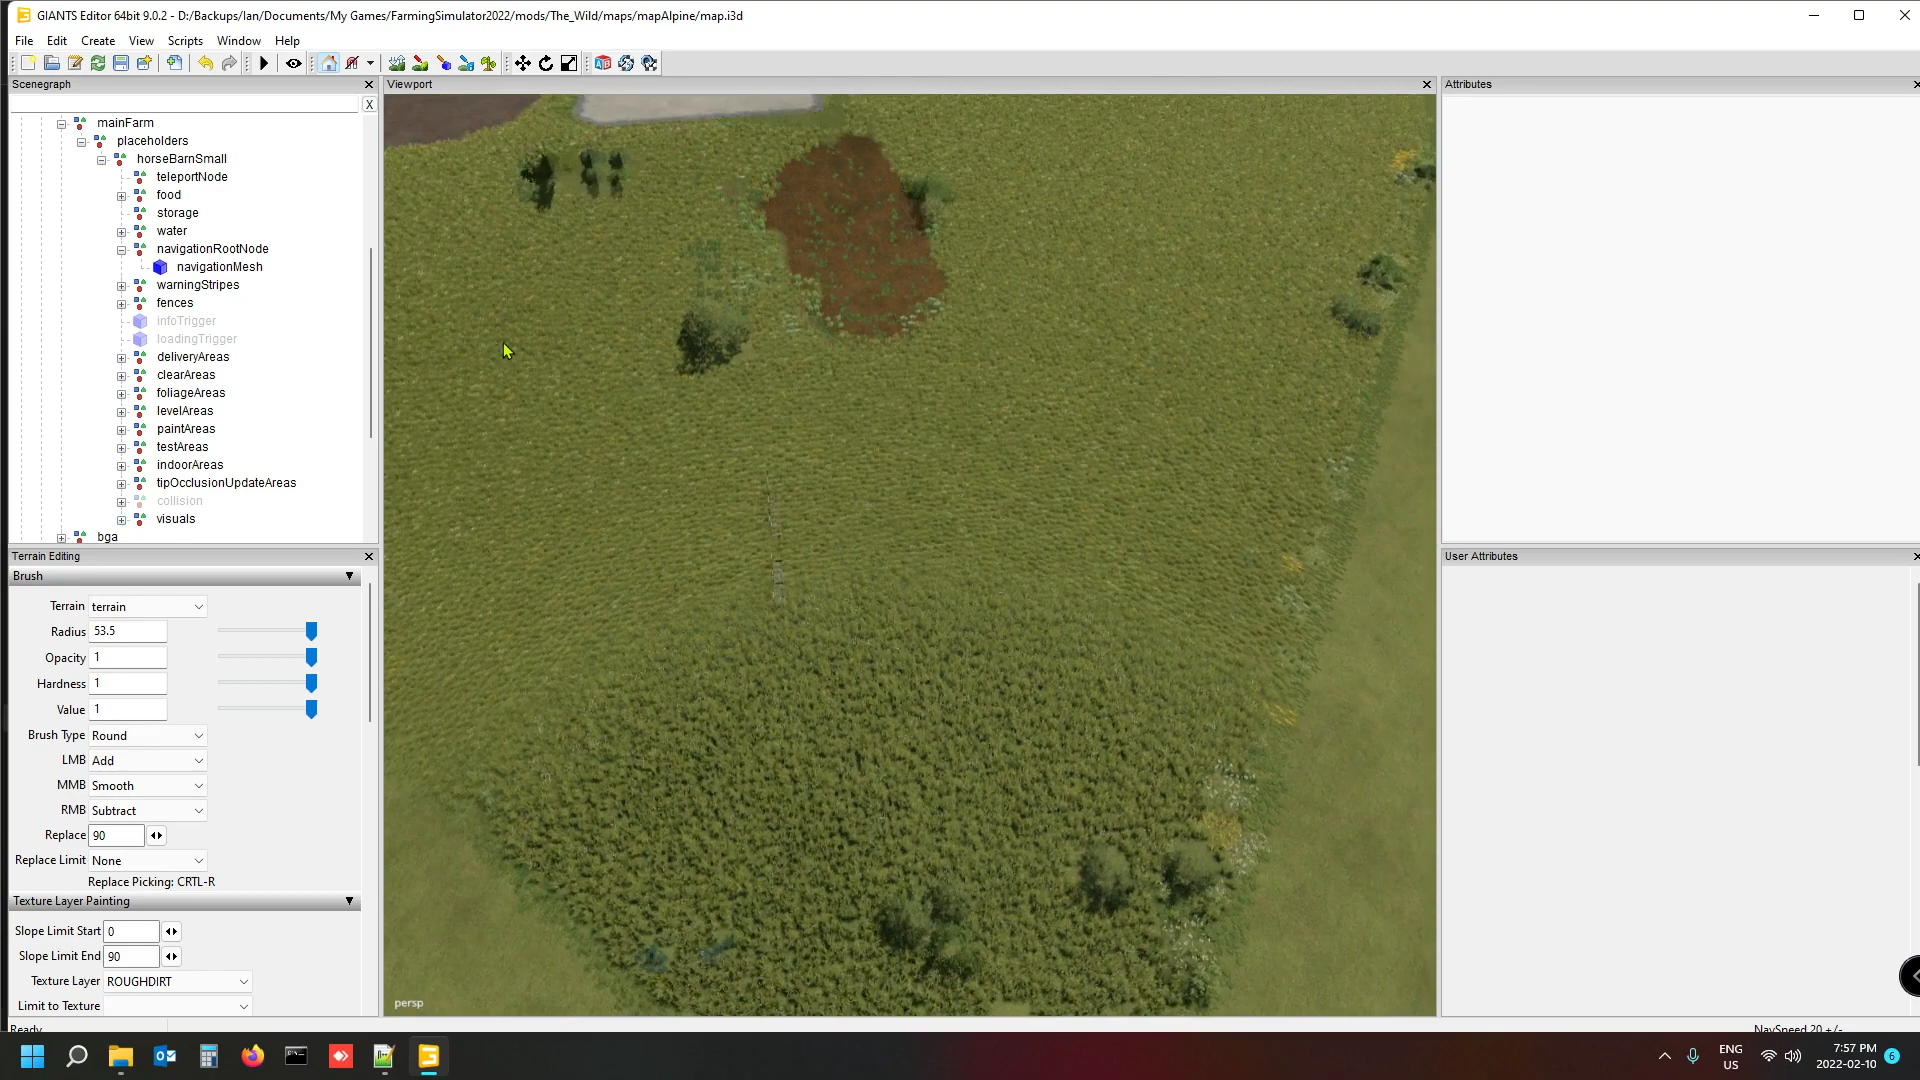 GIANTS Editor 64bit 9.0.2 - D:/Backups/Ian/Documents/My Games/FarmingSimulator2022/mods/The_Wild/maps/mapAlpine/map.i3d
File Edit Create View Scripts Window Help
Scenegraph
Viewport
Attributes
X
mainFarm
placeholders
horseBarnSmall
teleportNode
food
storage
water
navigationRootNode
navigationMesh
warningStripes
fences
infoTrigger
loadingTrigger
deliveryAreas
clearAreas
foliageAreas
levelAreas
paintAreas
testAreas
indoorAreas
tipOcclusionUpdateAreas
collision
visuals
bga
Terrain Editing
User Attributes
Brush
Terrain terrain
Radius 53.5
Opacity 1
Hardness 1
Value 1
Brush Type Round
LMB Add
MMB Smooth
RMB Subtract
Replace 90
Replace Limit None
Replace Picking: CRTL-R
Texture Layer Painting
Slope Limit Start 0
Slope Limit End 90
Texture Layer ROUGHDIRT
Limit to Texture
persp
Ready
NavSpeed 20 +/-
ENG
US
7:57 PM
2022-02-10
6